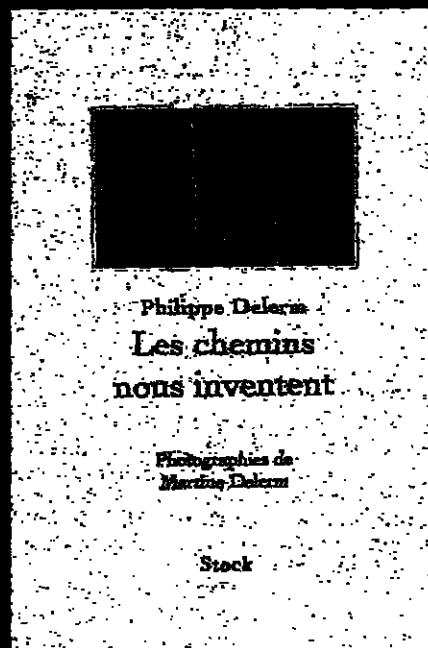 Philippe Delerm
Les chemins
nous inventent
Photographies de
Martine Delerm
Stock